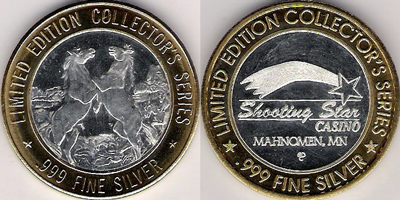 LIMITED EDITION COLLECTOR'S SERIES
.999 FINE SILVER
LIMITED EDITION COLLECTOR'S SERIES
Shooting Star
CASINO
MAHNOMEN, MN
.999 FINE SILVER